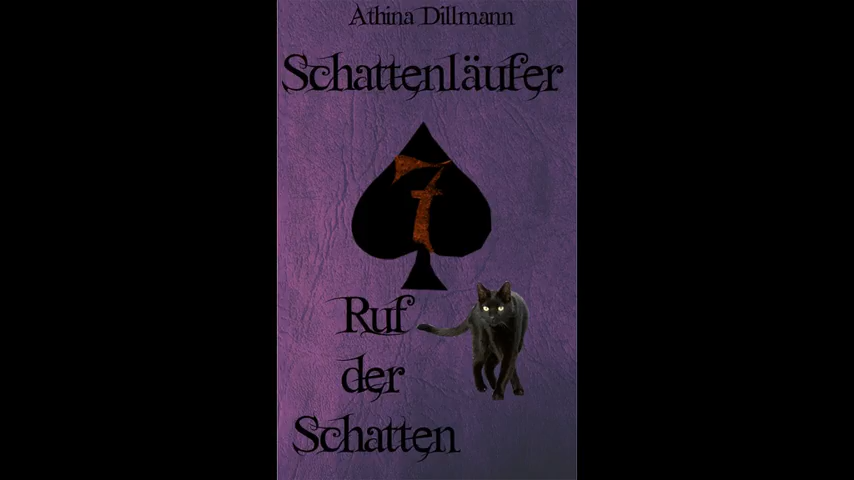 Athina Dillmann
Schattenläufer
7
Ruf
der
Schatten